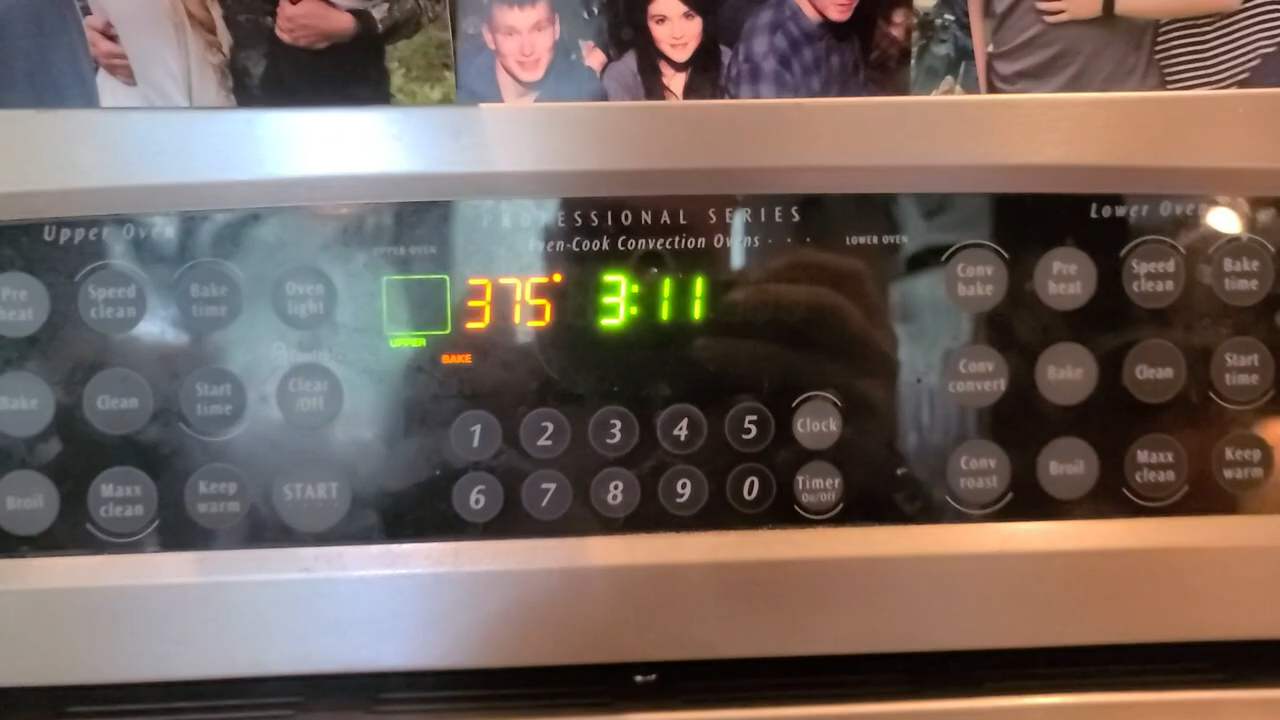 PROFESSIONAL SERIES
Even-Cook Convection Ovens
Upper Oven
UPPER OVEN
LOWER OVEN
Lower Oven
Pre heat
Speed clean
Bake time
Oven light
Bake
Clean
Start time
Clear /Off
Broil
Maxx clean
Keep warm
START
375°
3:11
UPPER
BAKE
1 2 3 4 5
Clock
6 7 8 9 0
Timer
On/Off
Conv bake
Pre heat
Speed clean
Bake time
Conv convert
Bake
Clean
Start time
Conv roast
Broil
Maxx clean
Keep warm